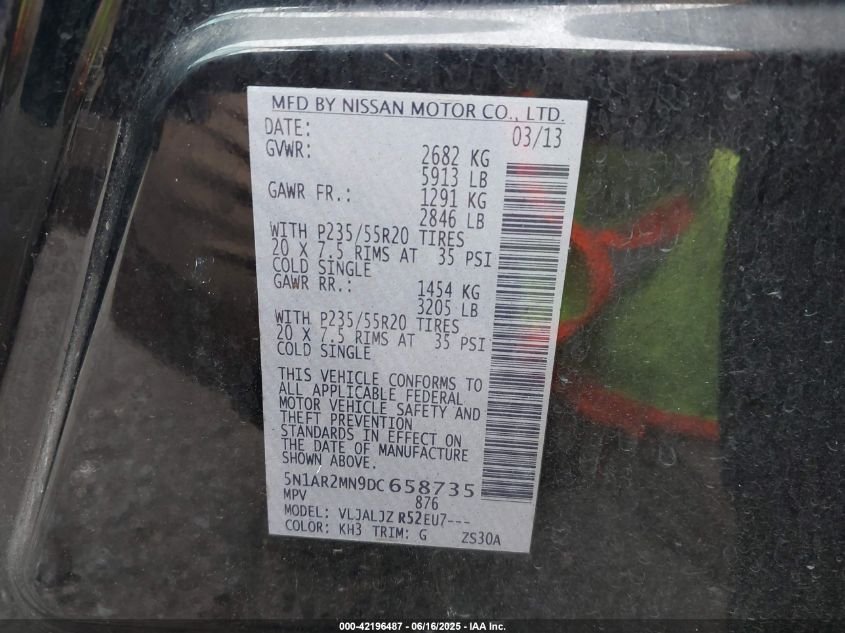 MFD BY NISSAN MOTOR CO., LTD.
DATE: 03/13
GVWR: 2682 KG
5913 LB
GAWR FR.: 1291 KG
2846 LB
WITH P235/55R20 TIRES
20 X 7.5 RIMS AT 35 PSI
COLD SINGLE
GAWR RR.: 1454 KG
3205 LB
WITH P235/55R20 TIRES
20 X 7.5 RIMS AT 35 PSI
COLD SINGLE
THIS VEHICLE CONFORMS TO
ALL APPLICABLE FEDERAL
MOTOR VEHICLE SAFETY AND
THEFT PREVENTION
STANDARDS IN EFFECT ON
THE DATE OF MANUFACTURE
SHOWN ABOVE.
5N1AR2MN9DC658735
MPV 876
MODEL: VLJALJZ R52EU7---
COLOR: KH3 TRIM: G ZS30A
000-42196487 - 06/16/2025 - IAA Inc.